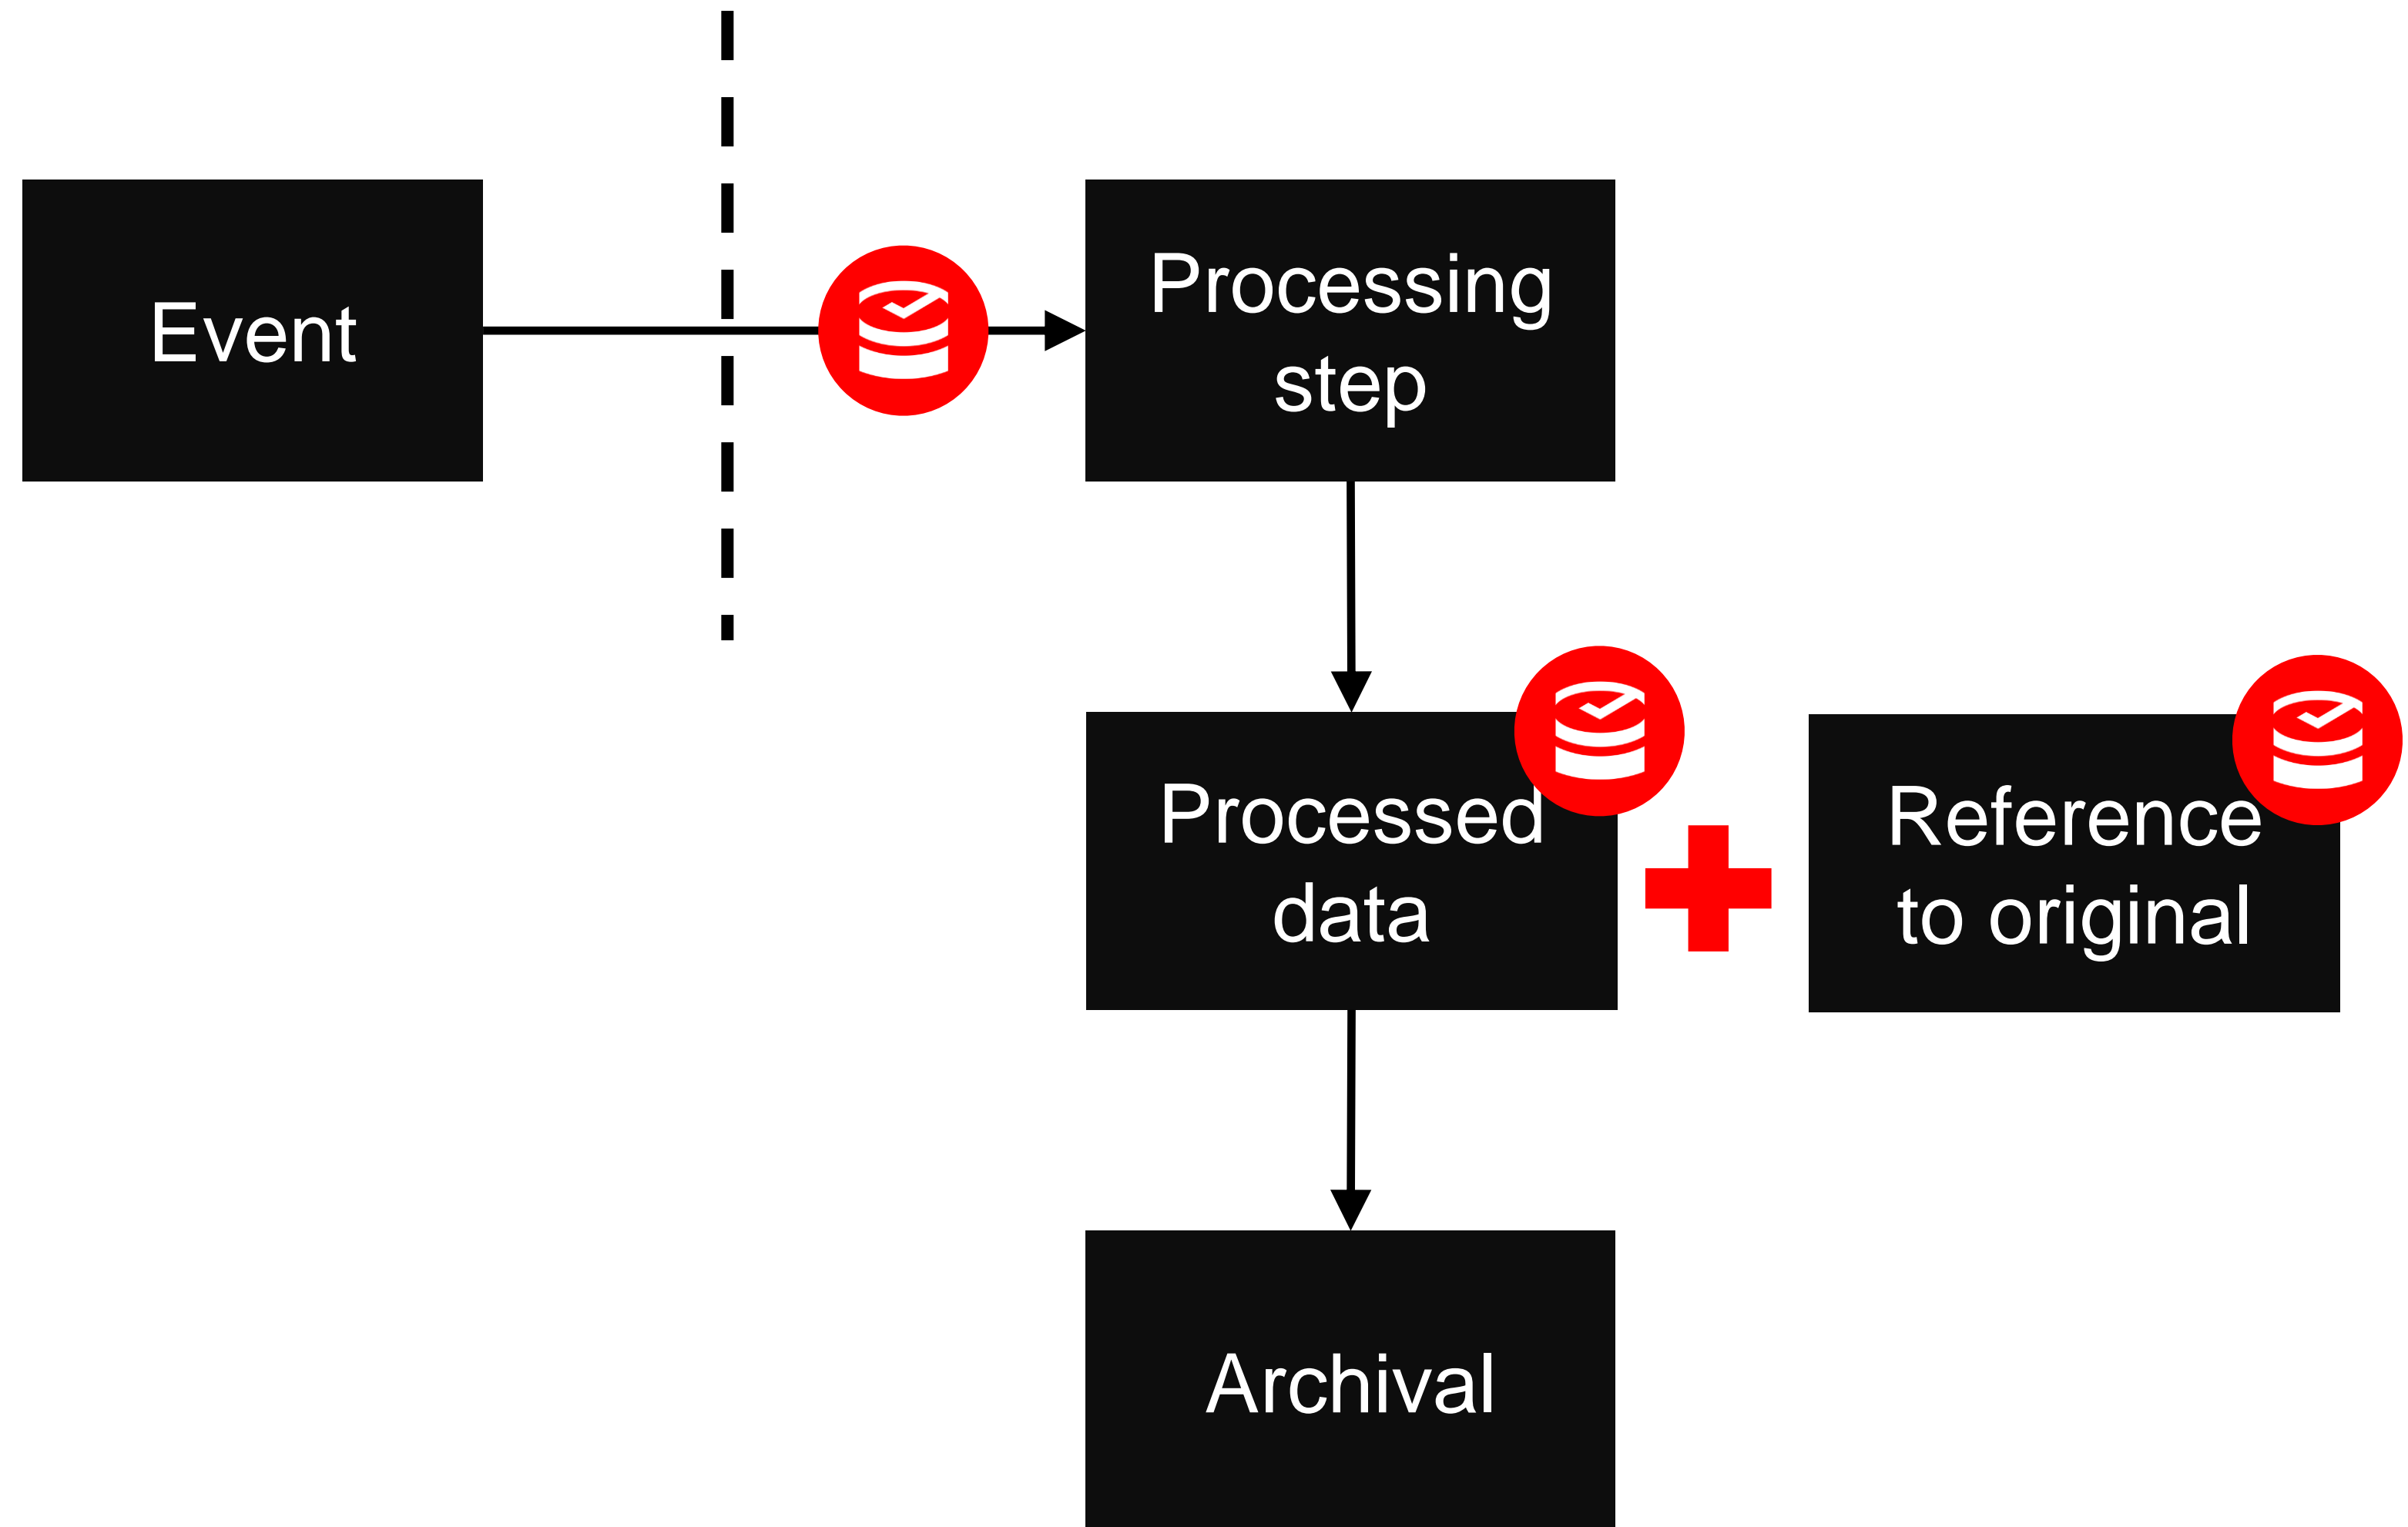 Event
Processing
step
Processed
data
Reference
to original
Archival